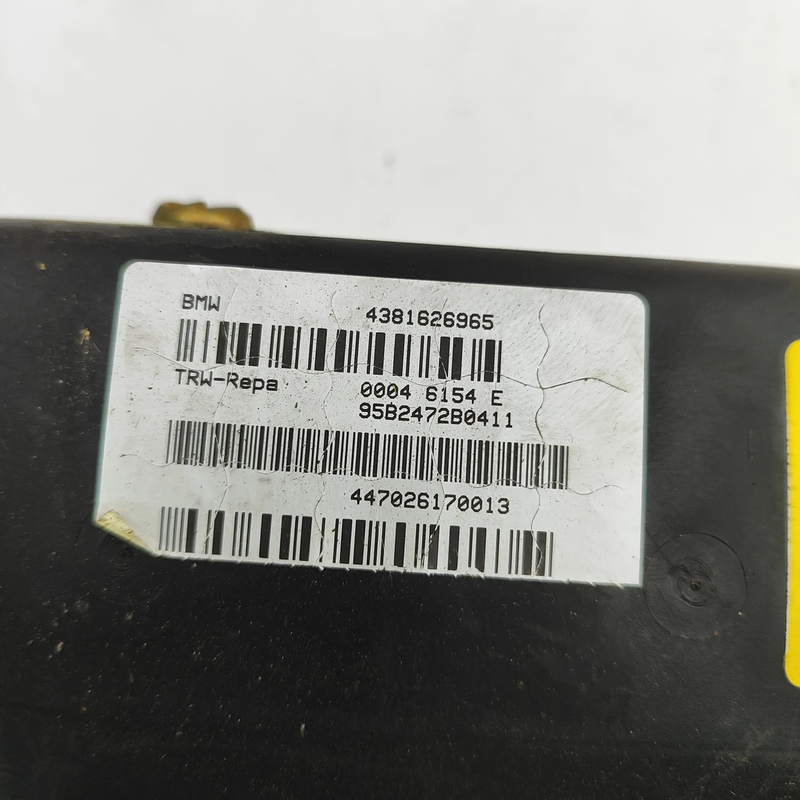 BMW 4381626965
TRW-Repa 0004 6154 E
95B2472B0411
447026170013